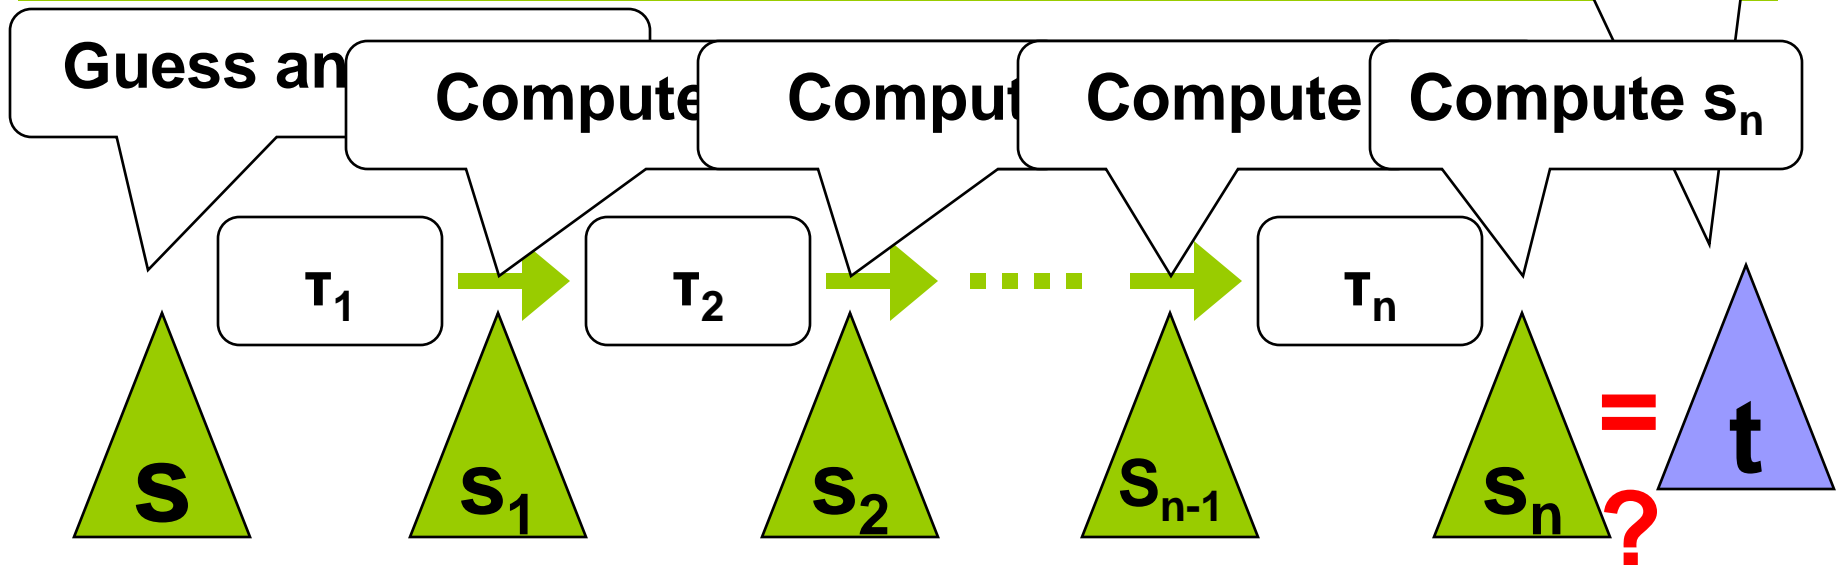 Guess an
Compute
Comput
Compute
Compute sₙ
τ₁
τ₂
τₙ
s
s₁
s₂
Sₙ₋₁
sₙ
=
?
t